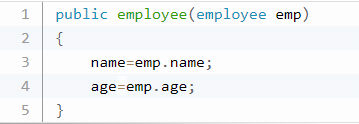 1 public employee(employee emp)
2 {
3     name=emp.name;
4     age=emp.age;
5 }